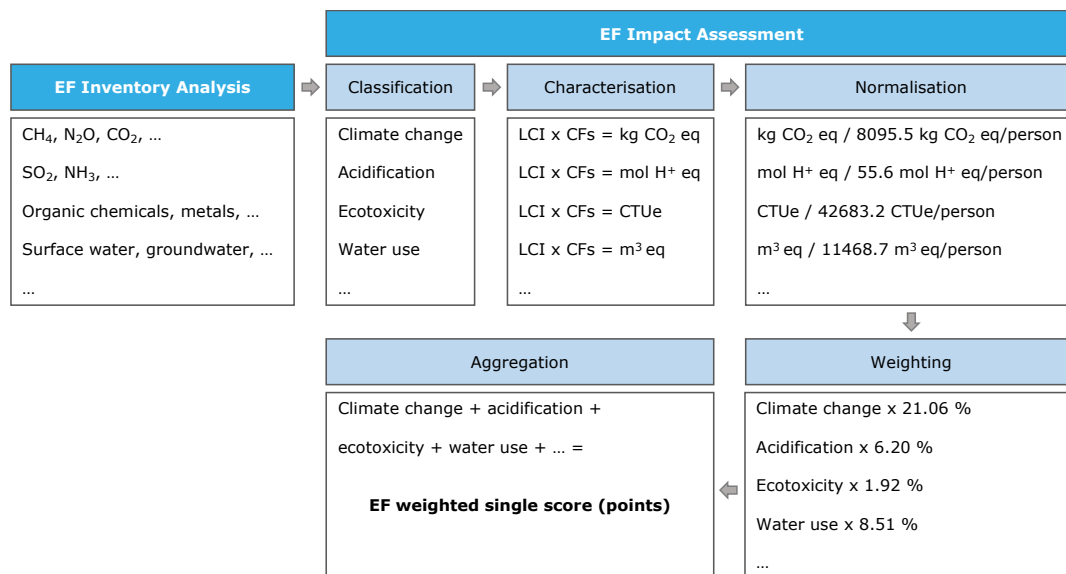 EF Impact Assessment
EF Inventory Analysis
CH₄, N₂O, CO₂, ...
SO₂, NH₃, ...
Organic chemicals, metals, ...
Surface water, groundwater, ...
...
Classification
Climate change
Acidification
Ecotoxicity
Water use
...
Characterisation
LCI x CFs = kg CO₂ eq
LCI x CFs = mol H⁺ eq
LCI x CFs = CTUe
LCI x CFs = m³ eq
...
Normalisation
kg CO₂ eq / 8095.5 kg CO₂ eq/person
mol H⁺ eq / 55.6 mol H⁺ eq/person
CTUe / 42683.2 CTUe/person
m³ eq / 11468.7 m³ eq/person
...
Weighting
Climate change x 21.06 %
Acidification x 6.20 %
Ecotoxicity x 1.92 %
Water use x 8.51 %
...
Aggregation
Climate change + acidification +
ecotoxicity + water use + ... =
EF weighted single score (points)